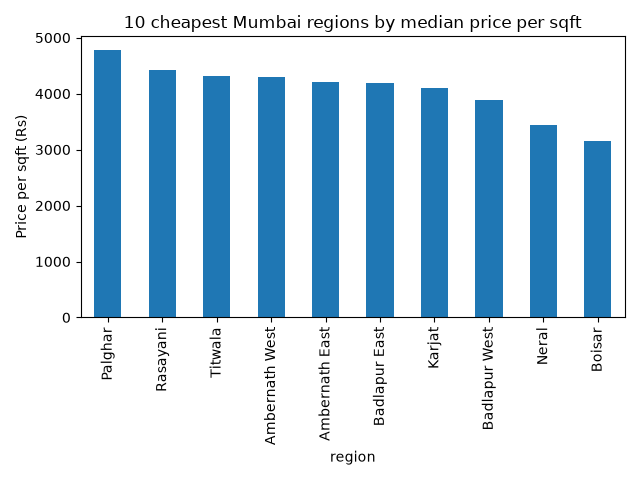 10 cheapest Mumbai regions by median price per sqft
Price per sqft (Rs)
5000
4000
3000
2000
1000
0
Palghar
Rasayani
Titwala
Ambernath West
Ambernath East
Badlapur East
Karjat
Badlapur West
Neral
Boisar
region